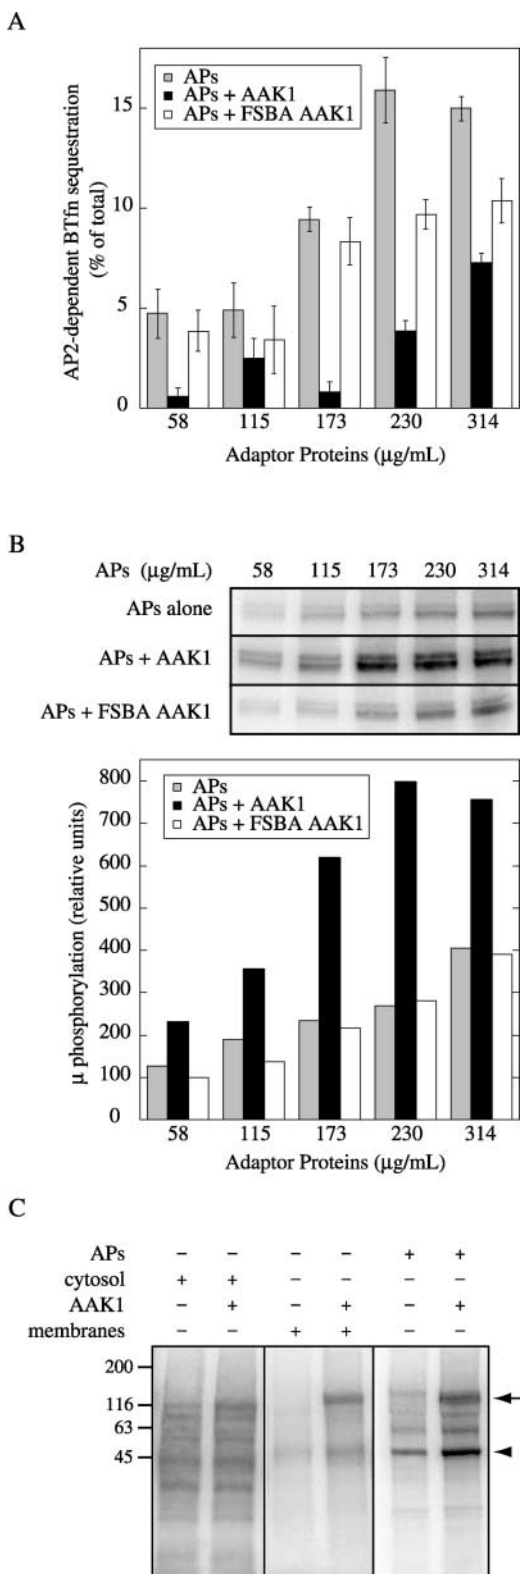 A
APs
APs + AAK1
APs + FSBA AAK1
AP2-dependent BTfn sequestration
(% of total)
15
10
5
0
58 115 173 230 314
Adaptor Proteins (μg/mL)
B
APs (μg/mL) 58 115 173 230 314
APs alone
APs + AAK1
APs + FSBA AAK1
APs
APs + AAK1
APs + FSBA AAK1
μ phosphorylation (relative units)
800
700
600
500
400
300
200
100
0
58 115 173 230 314
Adaptor Proteins (μg/mL)
C
APs – – – – + +
cytosol + + – – – –
AAK1 – + – + – +
membranes – – + + – –
200
116
63
45